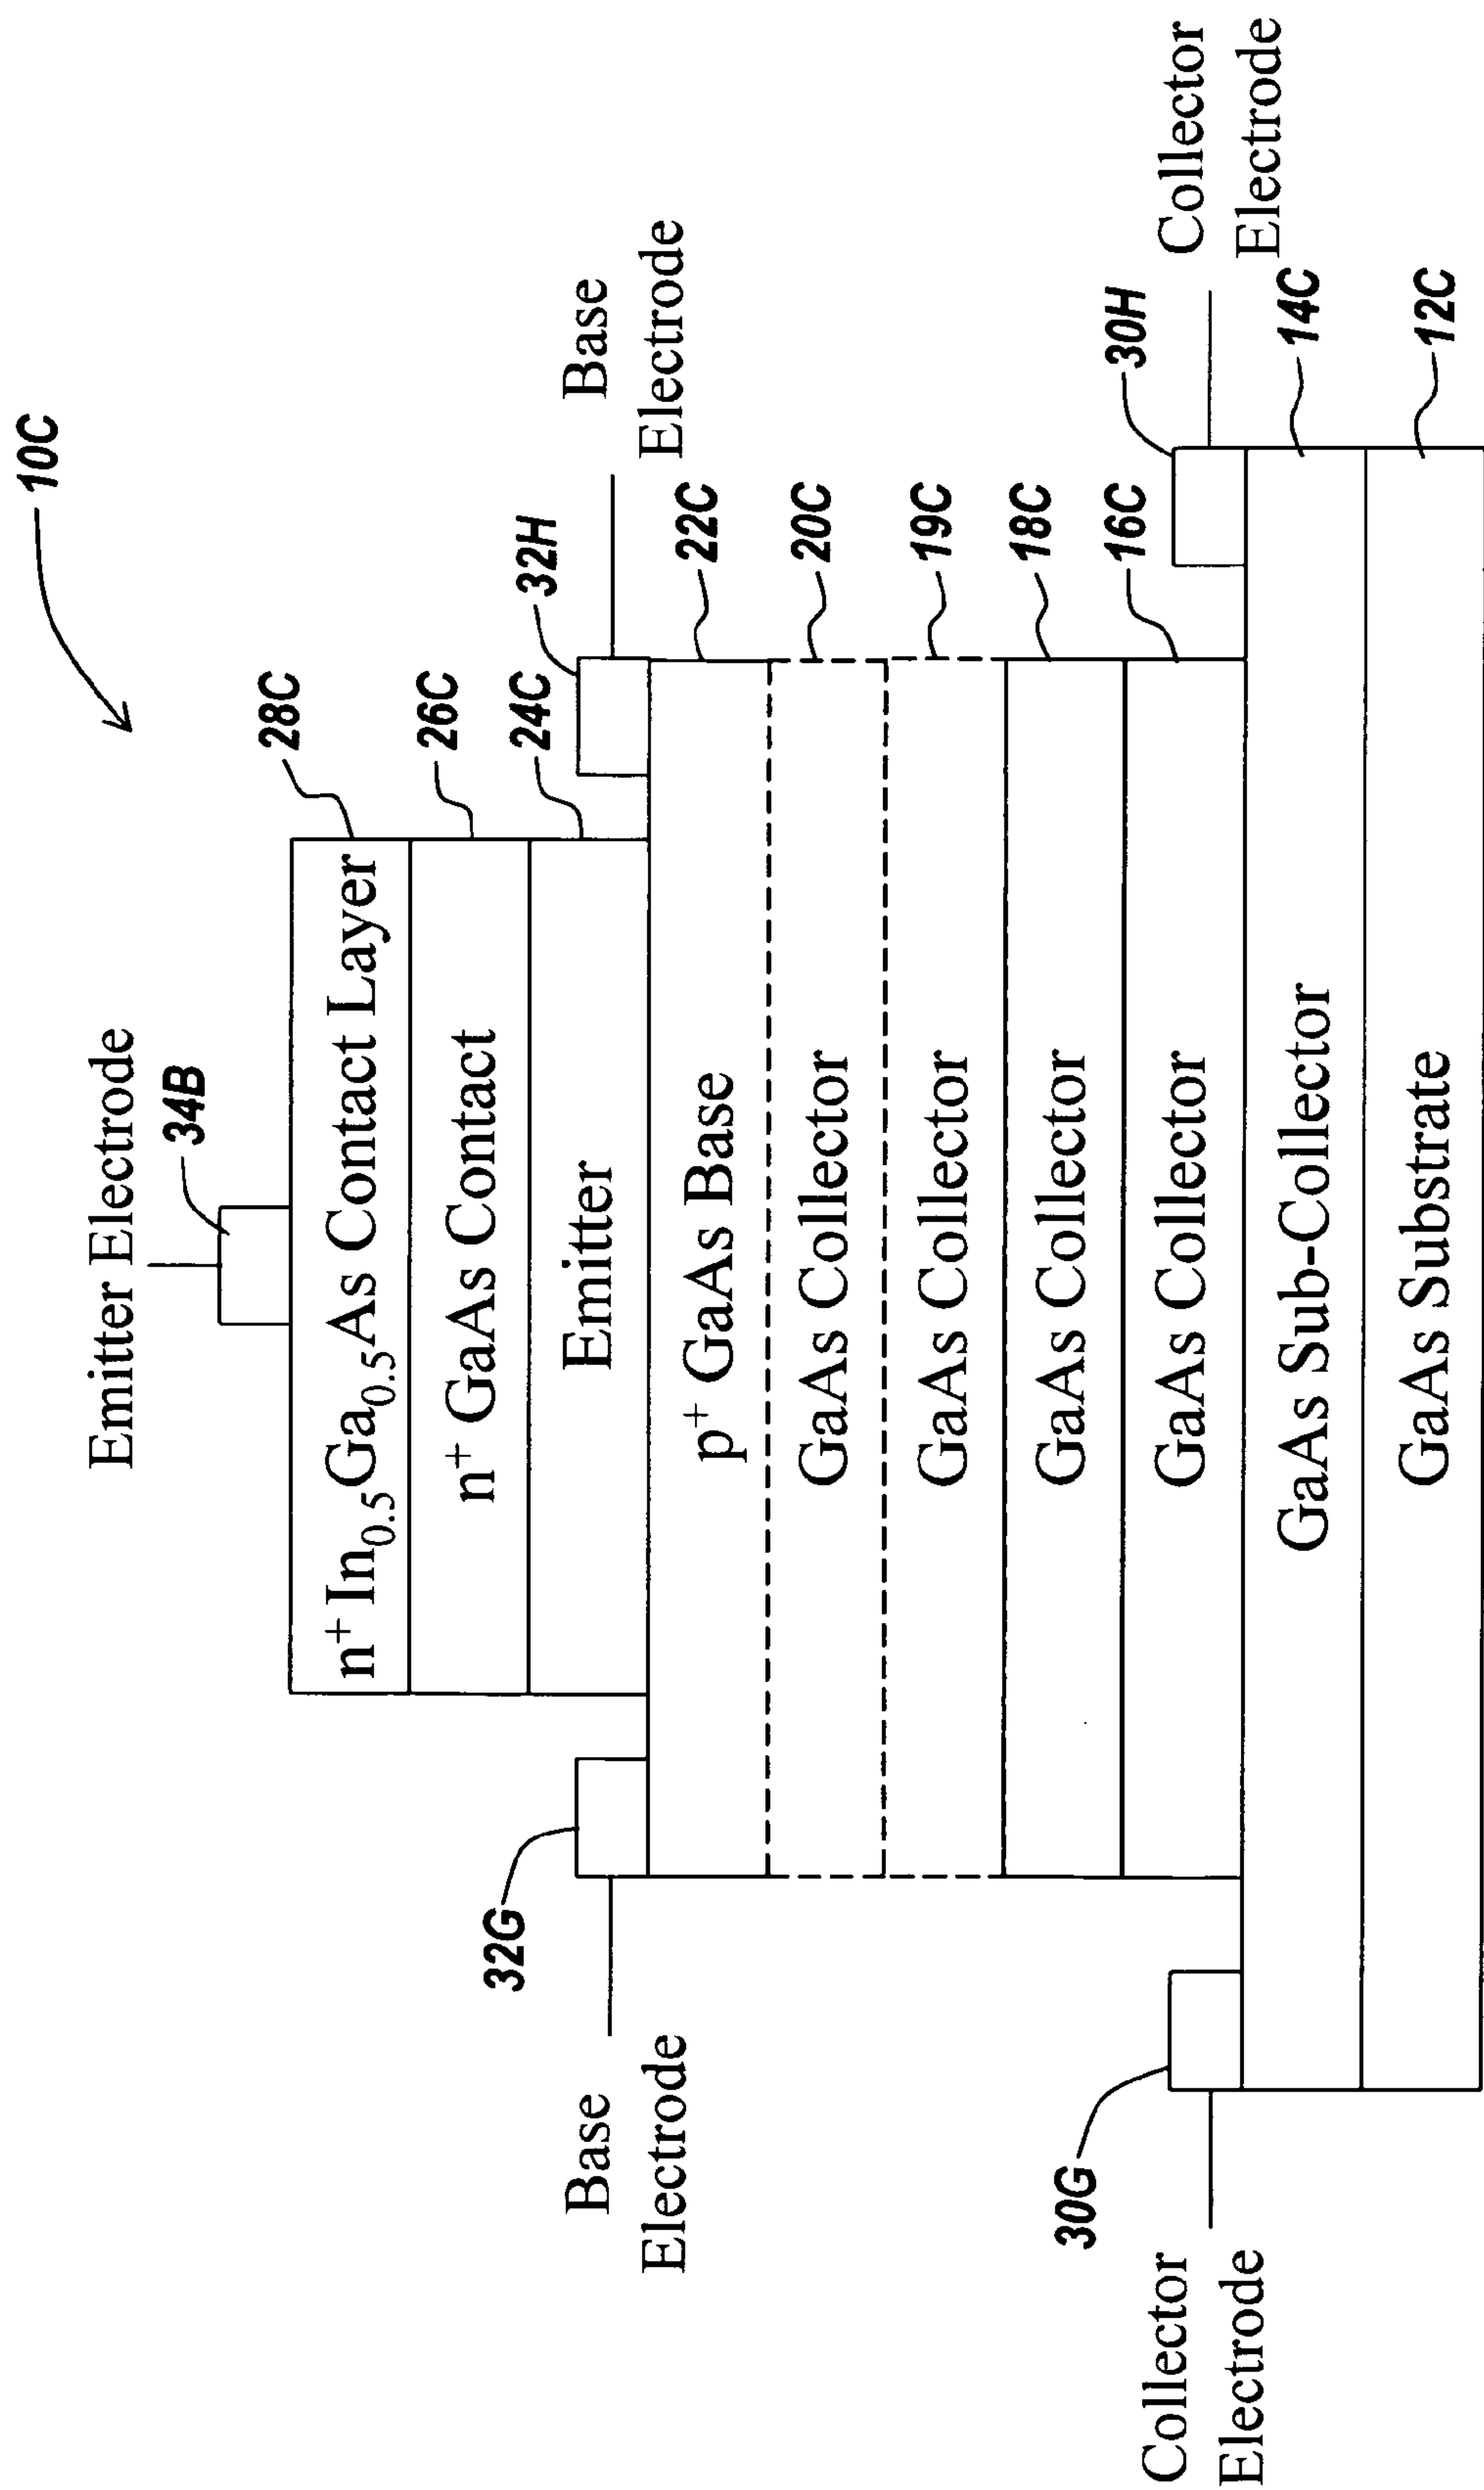 10C
Emitter Electrode
34B
28C
n+ In0.5Ga0.5As Contact Layer
26C
n+ GaAs Contact
24C
Emitter
32G
32H
Base
Electrode
Base
Electrode
22C
p+ GaAs Base
20C
GaAs Collector
19C
GaAs Collector
18C
GaAs Collector
16C
GaAs Collector
30G
30H
Collector
Electrode
Collector
Electrode
14C
GaAs Sub-Collector
12C
GaAs Substrate